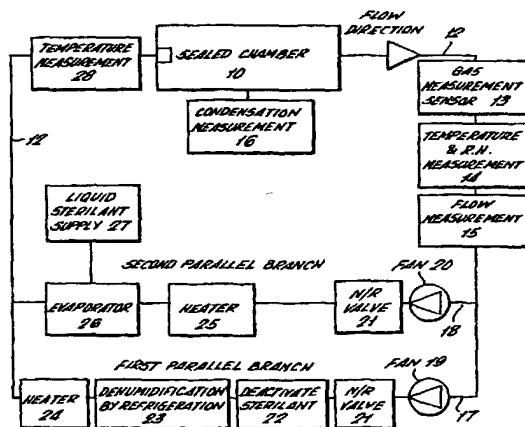 FLOW
DIRECTION
12
TEMPERATURE
MEASUREMENT
28
SEALED CHAMBER
10
GAS
MEASUREMENT
SENSOR 13
CONDENSATION
MEASUREMENT
16
12
TEMPERATURE
& R.H.
MEASUREMENT
14
LIQUID
STERILANT
SUPPLY 27
FLOW
MEASUREMENT
15
SECOND PARALLEL BRANCH
FAN 20
EVAPORATOR
26
HEATER
25
N/R
VALVE
21
18
FIRST PARALLEL BRANCH
FAN 19
HEATER
24
DEHUMIDIFICATION
BY REFRIGERATION
23
DEACTIVATE
STERILANT
22
N/R
VALVE
21
17